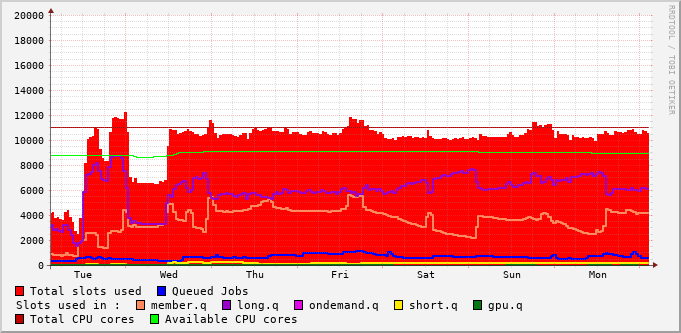 20000
18000
16000
14000
12000
10000
8000
6000
4000
2000
0
Tue Wed Thu Fri Sat Sun Mon
RRDTOOL / TOBI OETIKER
Total slots used Queued Jobs
Slots used in : member.q long.q ondemand.q short.q gpu.q
Total CPU cores Available CPU cores